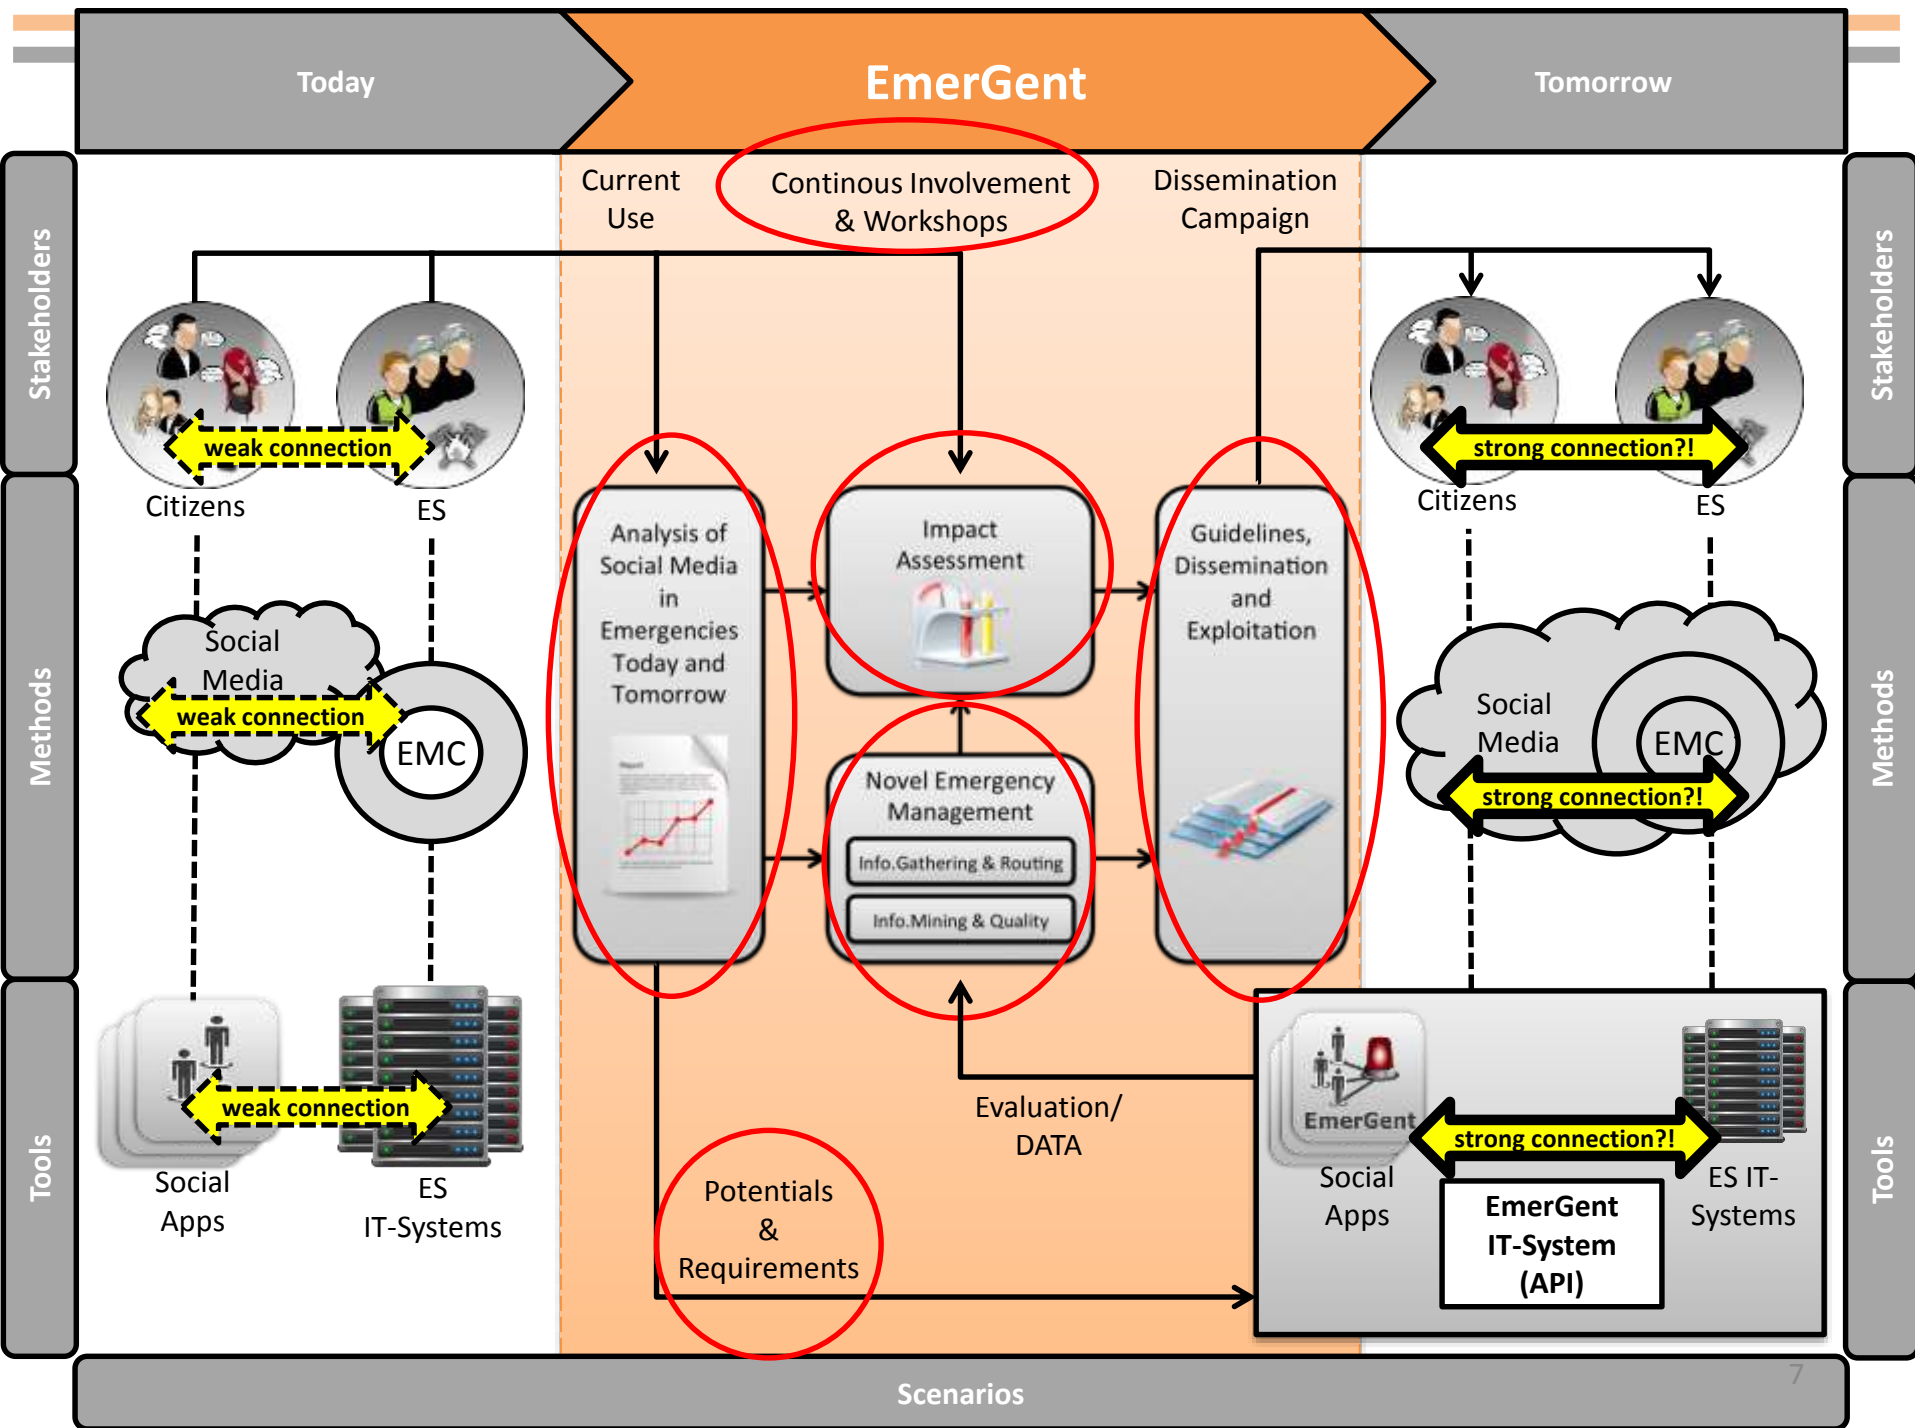 Today
EmerGent
Tomorrow
Stakeholders
Methods
Tools
Stakeholders
Methods
Tools
Current
Use
Continous Involvement
& Workshops
Dissemination
Campaign
weak connection
Citizens
ES
Social
Media
weak connection
EMC
weak connection
Social
Apps
ES
IT-Systems
Analysis of
Social Media
in
Emergencies
Today and
Tomorrow
Report
Impact
Assessment
Novel Emergency
Management
Info.Gathering & Routing
Info.Mining & Quality
Guidelines,
Dissemination
and
Exploitation
Evaluation/
DATA
Potentials
&
Requirements
strong connection?!
Citizens
ES
Social
Media
EMC
strong connection?!
EmerGent
strong connection?!
Social
Apps
ES IT-
Systems
EmerGent
IT-System
(API)
Scenarios
7